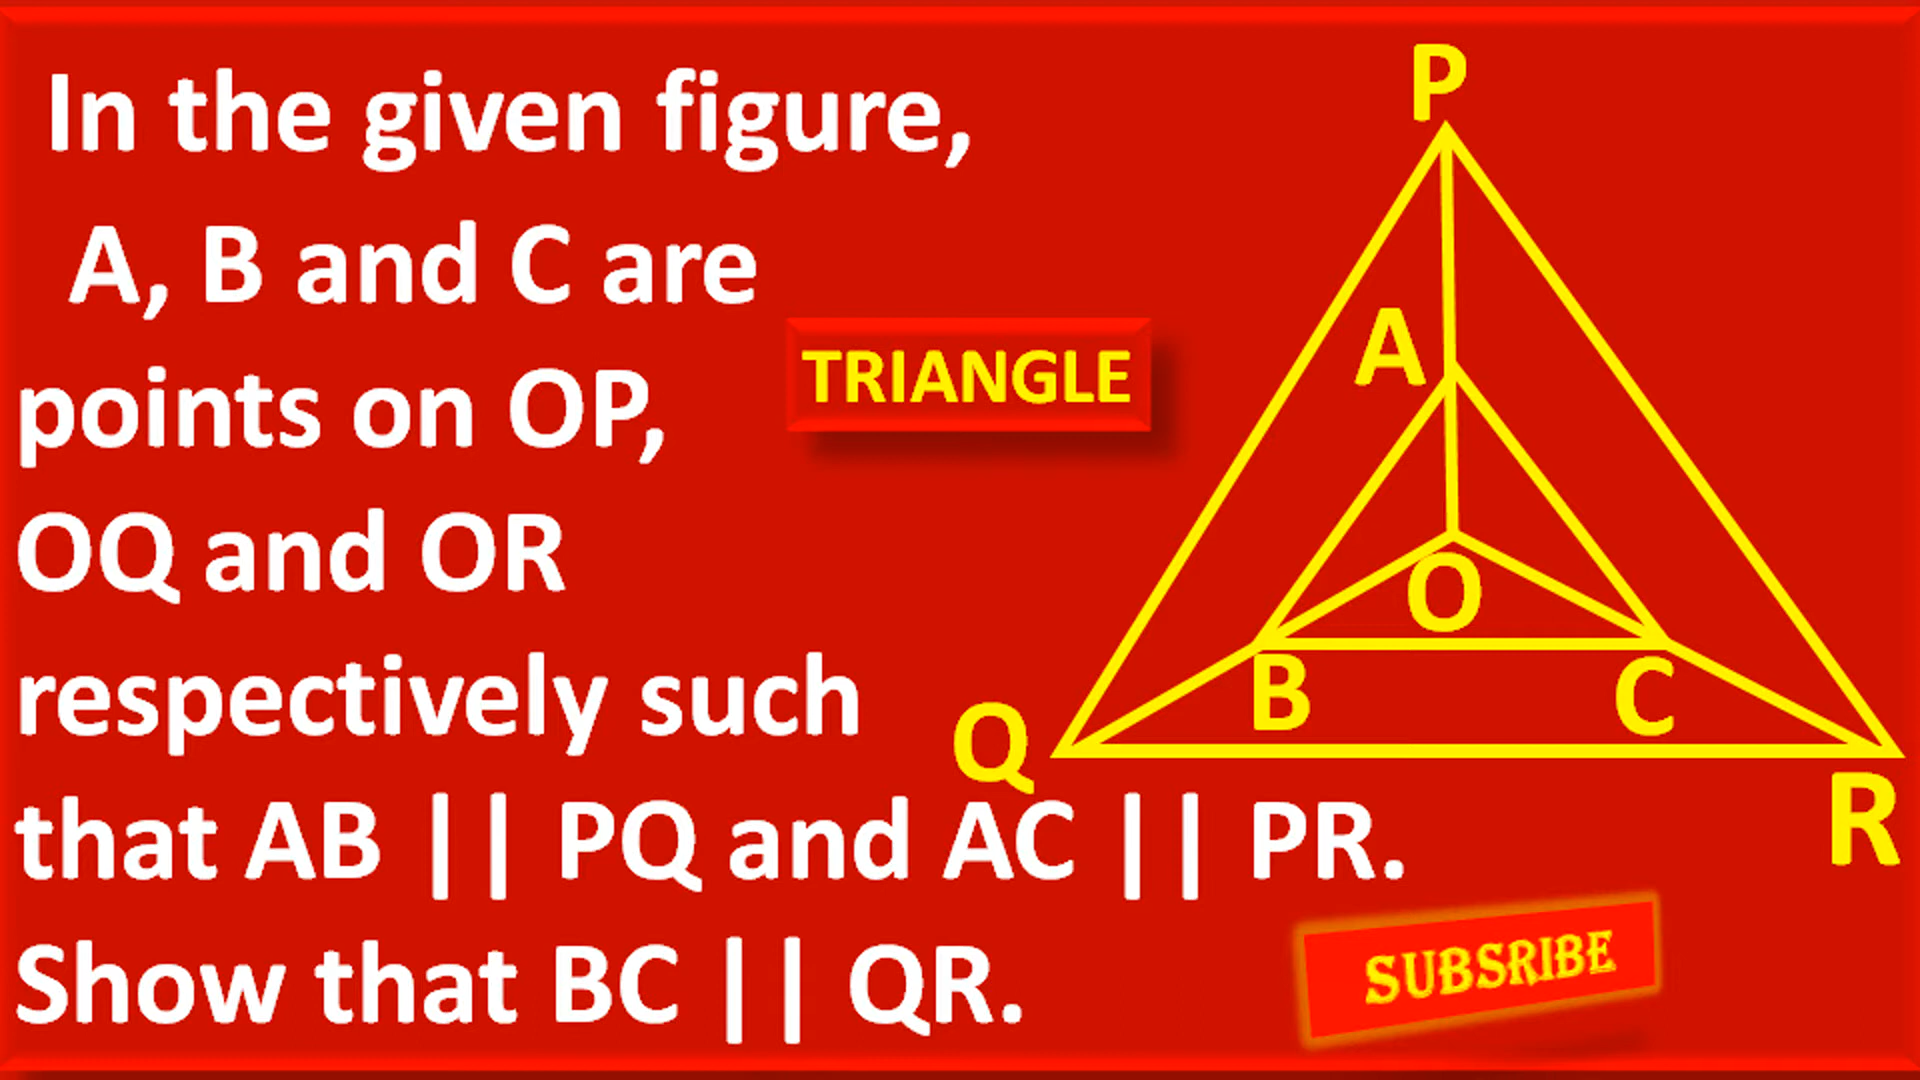 In the given figure,
A, B and C are
points on OP,
OQ and OR
respectively such
that AB || PQ and AC || PR.
Show that BC || QR.
TRIANGLE
P
A
O
B
C
Q
R
SUBSRIBE